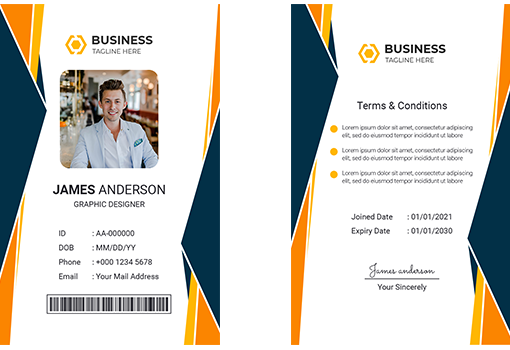 BUSINESS
TAGLINE HERE
JAMES ANDERSON
GRAPHIC DESIGNER
ID : AA-000000
DOB : MM/DD/YY
Phone : +000 1234 5678
Email : Your Mail Address
BUSINESS
TAGLINE HERE
Terms & Conditions
Lorem ipsum dolor sit amet, consectetur adipiscing
elit, sed do eiusmod tempor incididunt ut labore
Lorem ipsum dolor sit amet, consectetur adipiscing
elit, sed do eiusmod tempor incididunt ut labore
Lorem ipsum dolor sit amet, consectetur adipiscing
elit, sed do eiusmod tempor incididunt ut labore
Joined Date : 01/01/2021
Expiry Date : 01/01/2030
James anderson
Your Sincerely